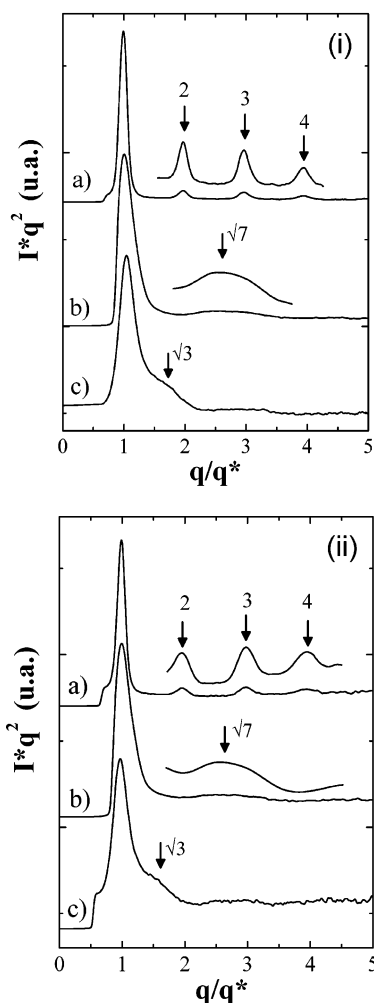 (i)
2
3
4
a)
√7
b)
√3
c)
I*q² (u.a.)
0 1 2 3 4 5
q/q*
(ii)
2
3
4
a)
√7
b)
√3
c)
I*q² (u.a.)
0 1 2 3 4 5
q/q*